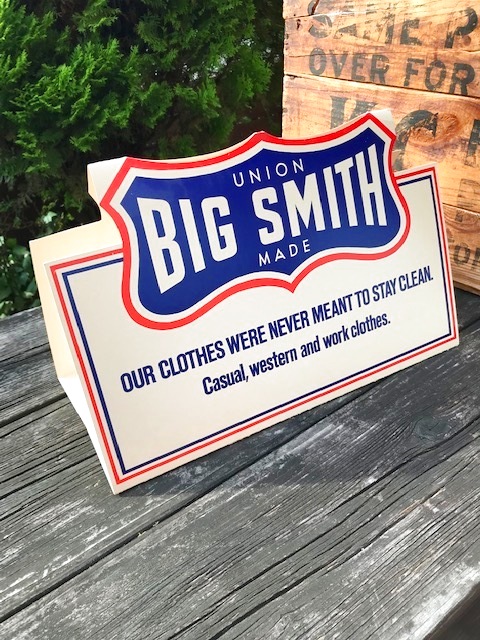 SAME P
OVER FOR
UNION
BIG SMITH
MADE
OUR CLOTHES WERE NEVER MEANT TO STAY CLEAN.
Casual, western and work clothes.